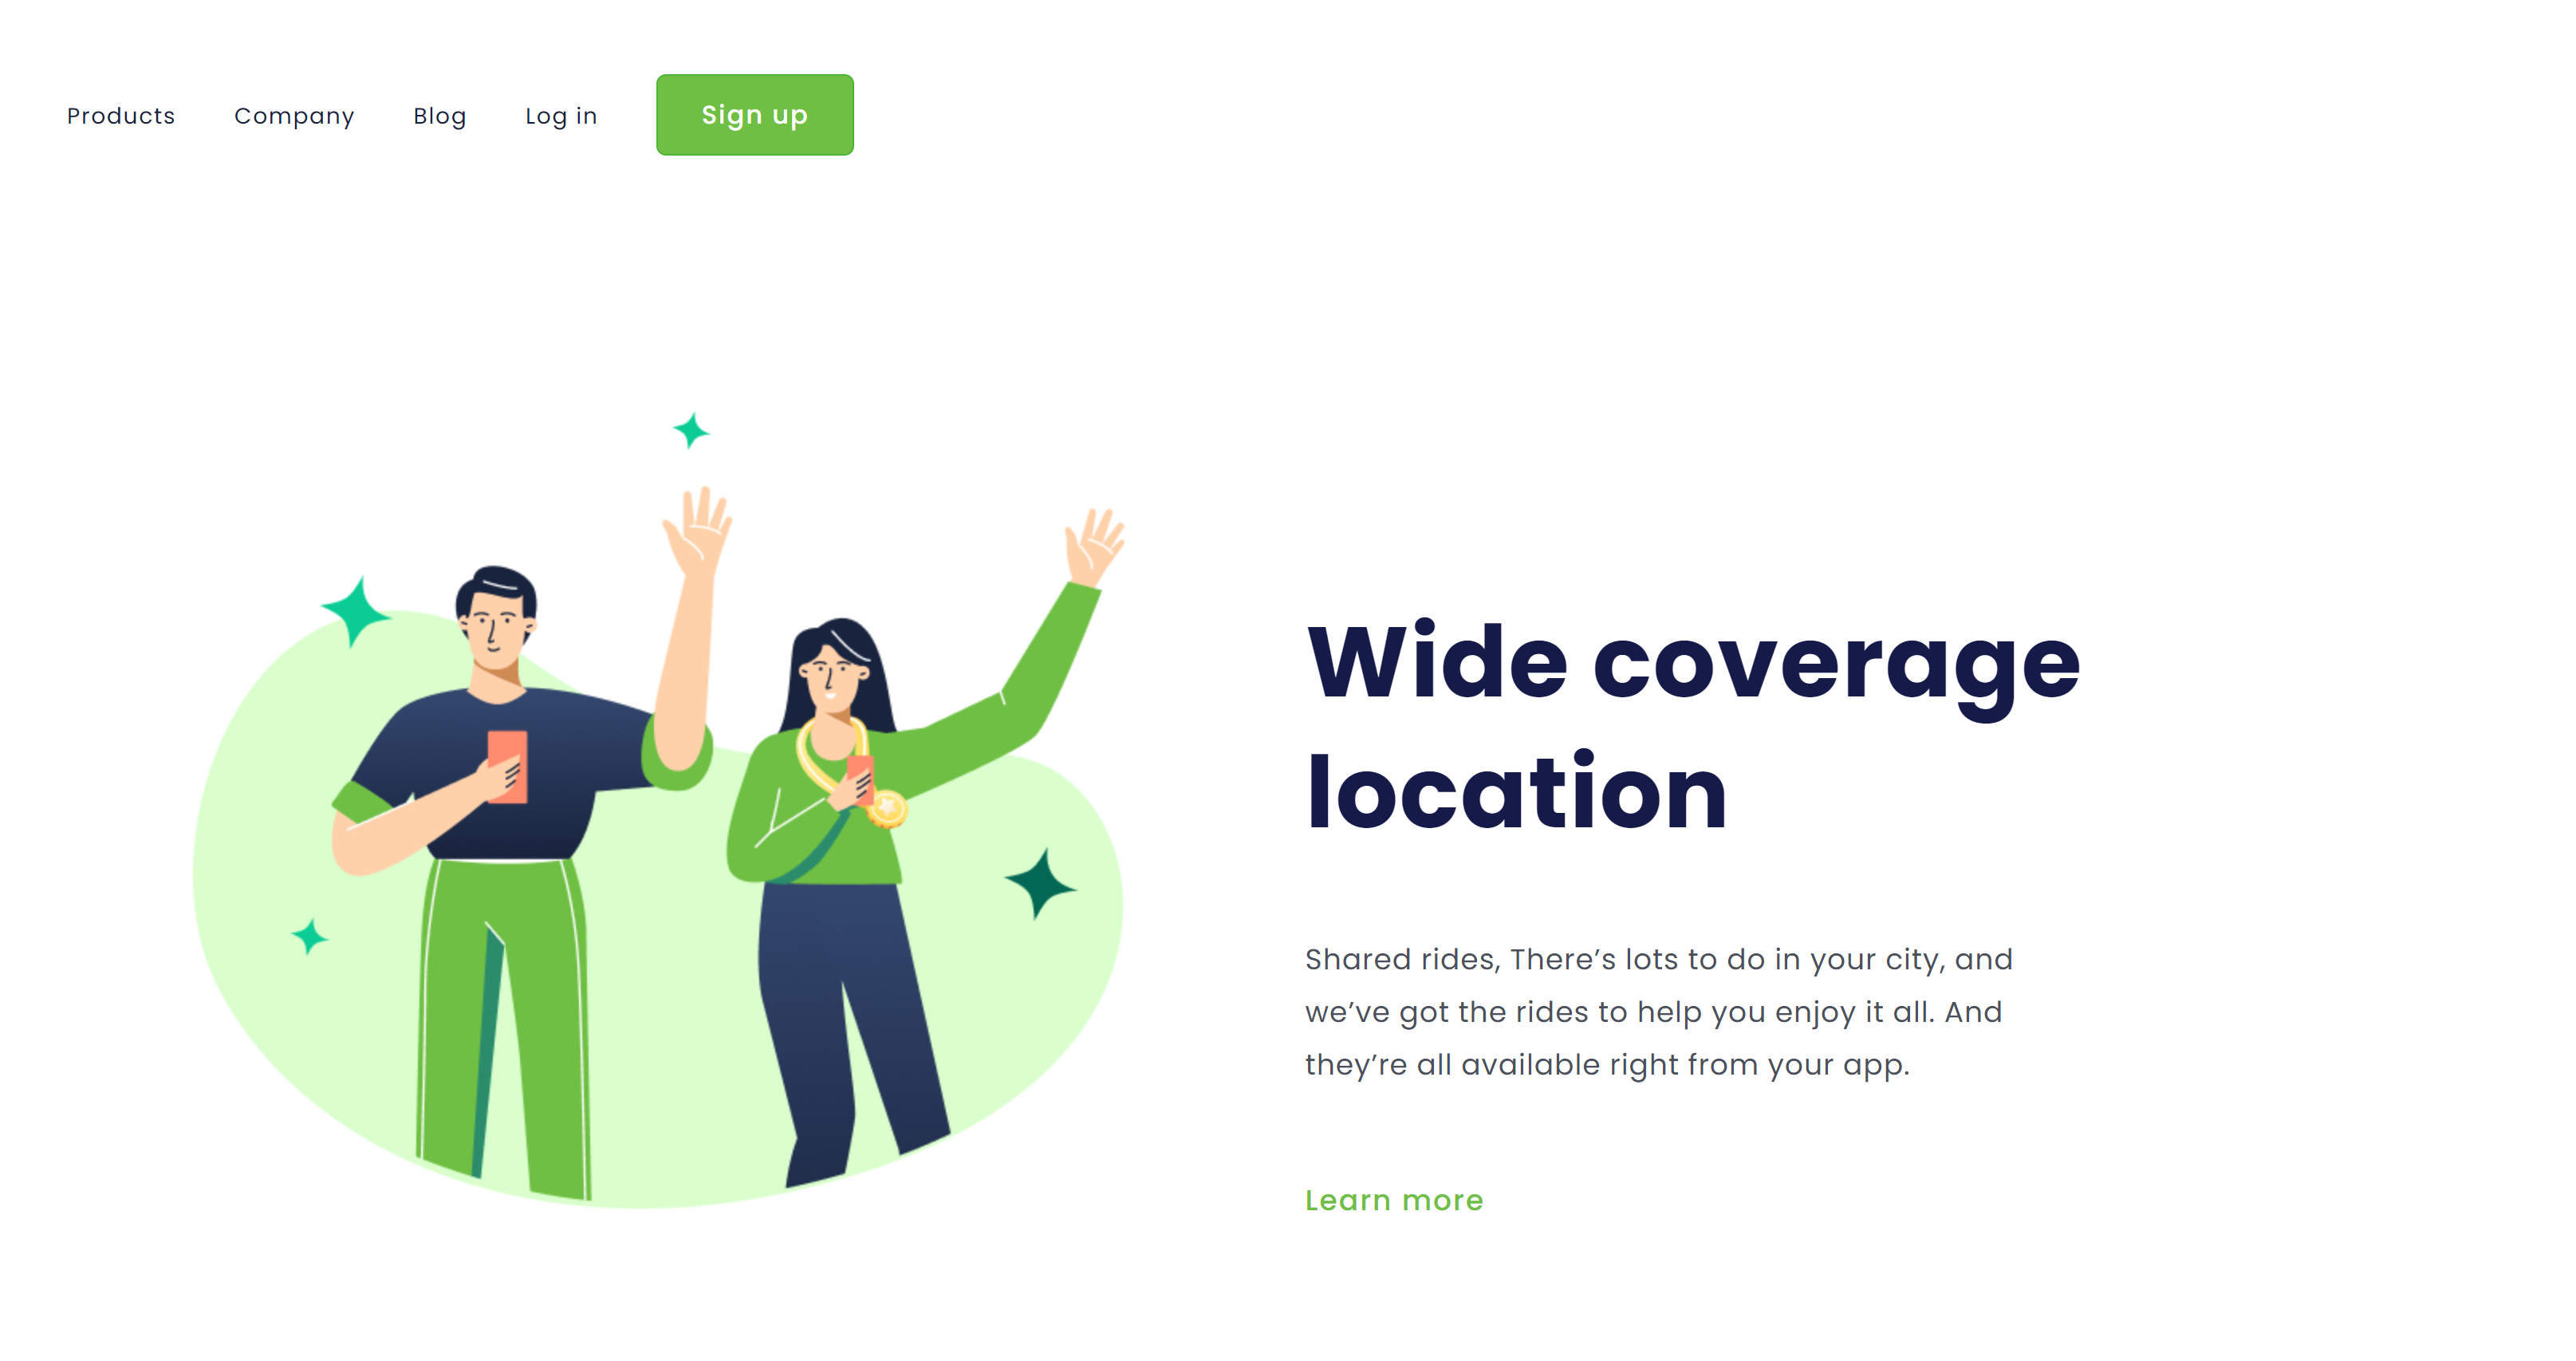 Products Company Blog Log in Sign up
Wide coverage
location
Shared rides, There’s lots to do in your city, and
we’ve got the rides to help you enjoy it all. And
they’re all available right from your app.
Learn more